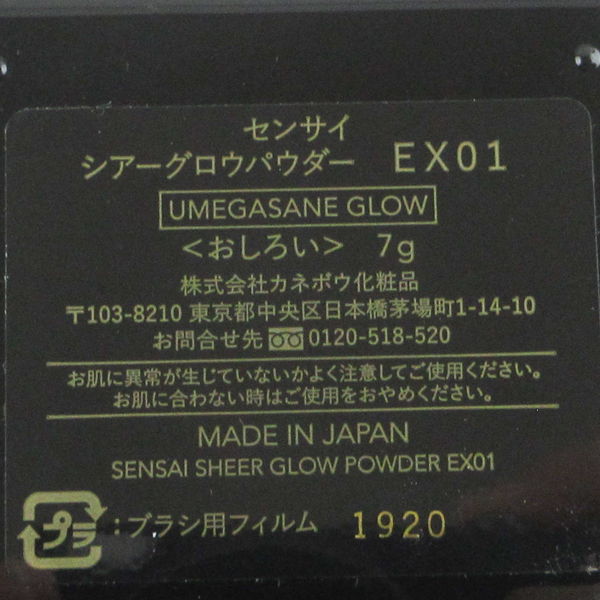 センサイ
シアーグロウパウダー EX01
UMEGASANE GLOW
<おしろい> 7g
株式会社カネボウ化粧品
〒103-8210 東京都中央区日本橋茅場町1-14-10
お問合せ先 0120-518-520
お肌に異常が生じていないかよく注意してご使用ください。
お肌に合わない時はご使用をおやめください。
MADE IN JAPAN
SENSAI SHEER GLOW POWDER EX01
プラ :ブラシ用フィルム 1920